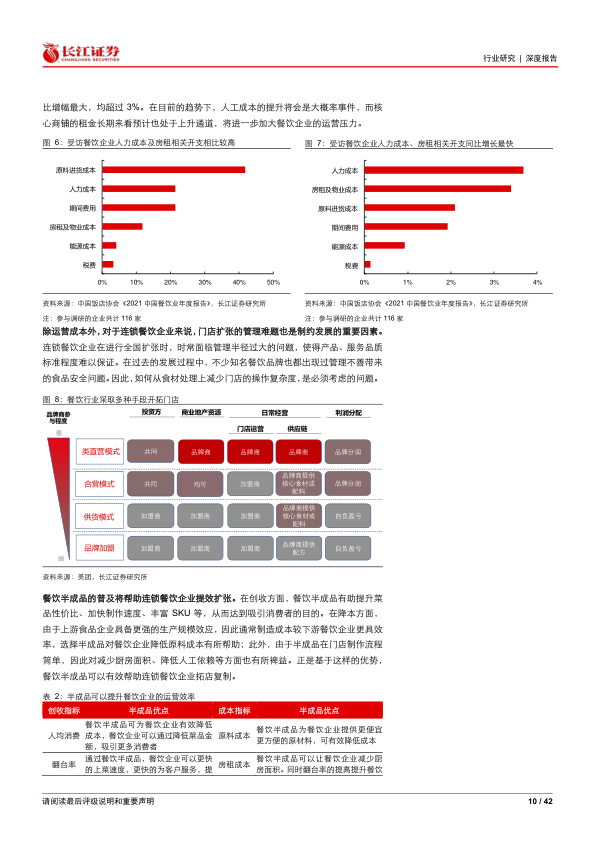 长江证券
CHANGJIANG SECURITIES
行业研究 | 深度报告
比增幅最大，均超过 3%。在目前的趋势下，人工成本的提升将会是大概率事件，而核
心商铺的租金长期来看预计也处于上升通道，将进一步加大餐饮企业的运营压力。
图 6：受访餐饮企业人力成本及房租相关开支相比较高
原料进货成本
人力成本
期间费用
房租及物业成本
能源成本
税费
0% 10% 20% 30% 40% 50%
资料来源：中国饭店协会《2021 中国餐饮业年度报告》，长江证券研究所
注：参与调研的企业共计 116 家
图 7：受访餐饮企业人力成本、房租相关开支同比增长最快
人力成本
房租及物业成本
原料进货成本
期间费用
能源成本
税费
0% 1% 2% 3% 4%
资料来源：中国饭店协会《2021 中国餐饮业年度报告》，长江证券研究所
注：参与调研的企业共计 116 家
除运营成本外，对于连锁餐饮企业来说，门店扩张的管理难题也是制约发展的重要因素。
连锁餐饮企业在进行全国扩张时，时常面临管理半径过大的问题，使得产品、服务品质
标准程度难以保证。在过去的发展过程中，不少知名餐饮品牌也都出现过管理不善带来
的食品安全问题。因此，如何从食材处理上减少门店的操作复杂度，是必须考虑的问题。
图 8：餐饮行业采取多种手段开拓门店
品牌商参
与程度
投资方 商业地产资源 日常经营 利润分配
门店运营 供应链
类直营模式 共同 品牌商 品牌商 品牌商 品牌分润
合营模式 共同 均可 加盟商 品牌商提供
核心食材或
配料 品牌分润
供货模式 加盟商 加盟商 加盟商 品牌商提供
核心食材或
配料 自负盈亏
品牌加盟 加盟商 加盟商 加盟商 品牌商提供
配方 自负盈亏
资料来源：美团，长江证券研究所
餐饮半成品的普及将帮助连锁餐饮企业提效扩张。在创收方面，餐饮半成品有助提升菜
品性价比、加快制作速度、丰富 SKU 等，从而达到吸引消费者的目的。在降本方面，
由于上游食品企业具备更强的生产规模效应，因此通常制造成本较下游餐饮企业更具效
率，选择半成品对餐饮企业降低原料成本有所帮助；此外，由于半成品在门店制作流程
简单，因此对减少厨房面积、降低人工依赖等方面也有所裨益。正是基于这样的优势，
餐饮半成品可以有效帮助连锁餐饮企业拓店复制。
表 2：半成品可以提升餐饮企业的运营效率
创收指标 半成品优点 成本指标 半成品优点
人均消费 餐饮半成品可为餐饮企业有效降低
成本，餐饮企业可以通过降低菜品金
额，吸引更多消费者
原料成本 餐饮半成品为餐饮企业提供更便宜
更方便的原材料，可有效降低成本
翻台率 通过餐饮半成品，餐饮企业可以更快
的上菜速度，更快的为客户服务，提
房租成本 餐饮半成品可以让餐饮企业减少厨
房面积。同时翻台率的提高提升餐饮
请阅读最后评级说明和重要声明
10 / 42